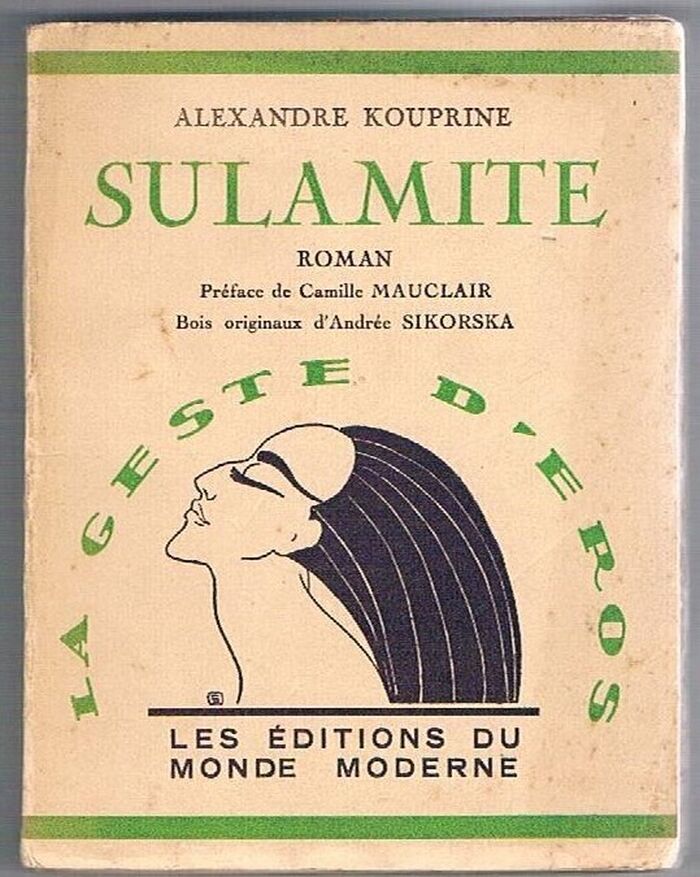 ALEXANDRE KOUPRINE
SULAMITE
ROMAN
Préface de Camille MAUCLAIR
Bois originaux d'Andrée SIKORSKA
LA GESTE D'EROS
LES ÉDITIONS DU
MONDE MODERNE